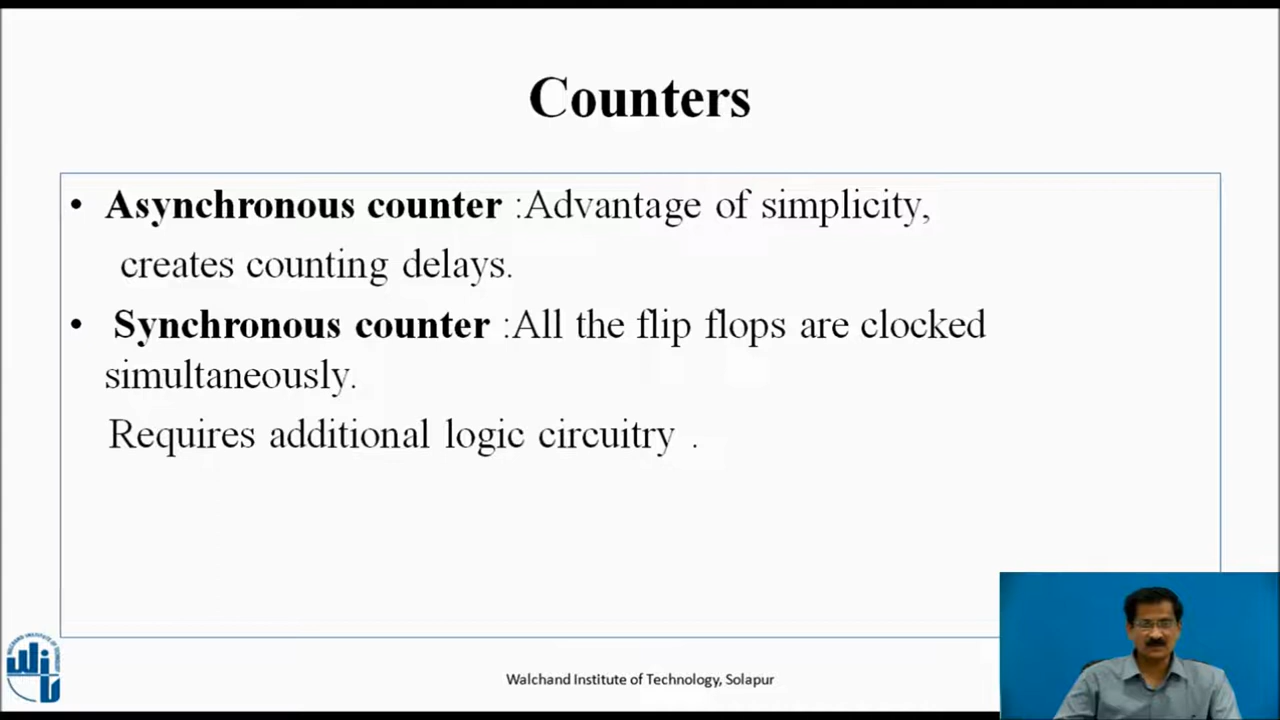 Counters
• Asynchronous counter :Advantage of simplicity,
creates counting delays.
• Synchronous counter :All the flip flops are clocked
simultaneously.
Requires additional logic circuitry .
Walchand Institute of Technology, Solapur